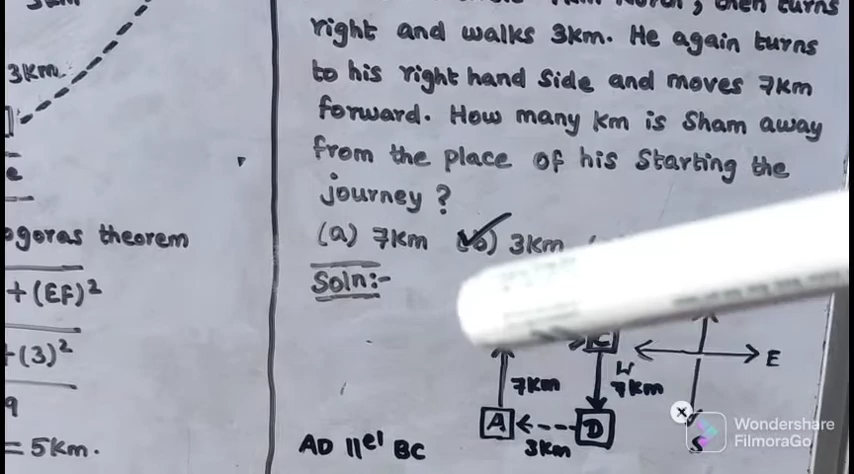 3Km
goras theorem
+(EF)²
(3)²
9
= 5Km.
then turns
right and walks 3km. He again turns
to his right hand side and moves 7km
forward. How many km is Sham away
from the place of his Starting the
journey ?
(a) 7km (b) 3km
Soln:-
C
E
W
7km
7km
A
D
S
3km
AD ||el BC
Wondershare
FilmoraGo